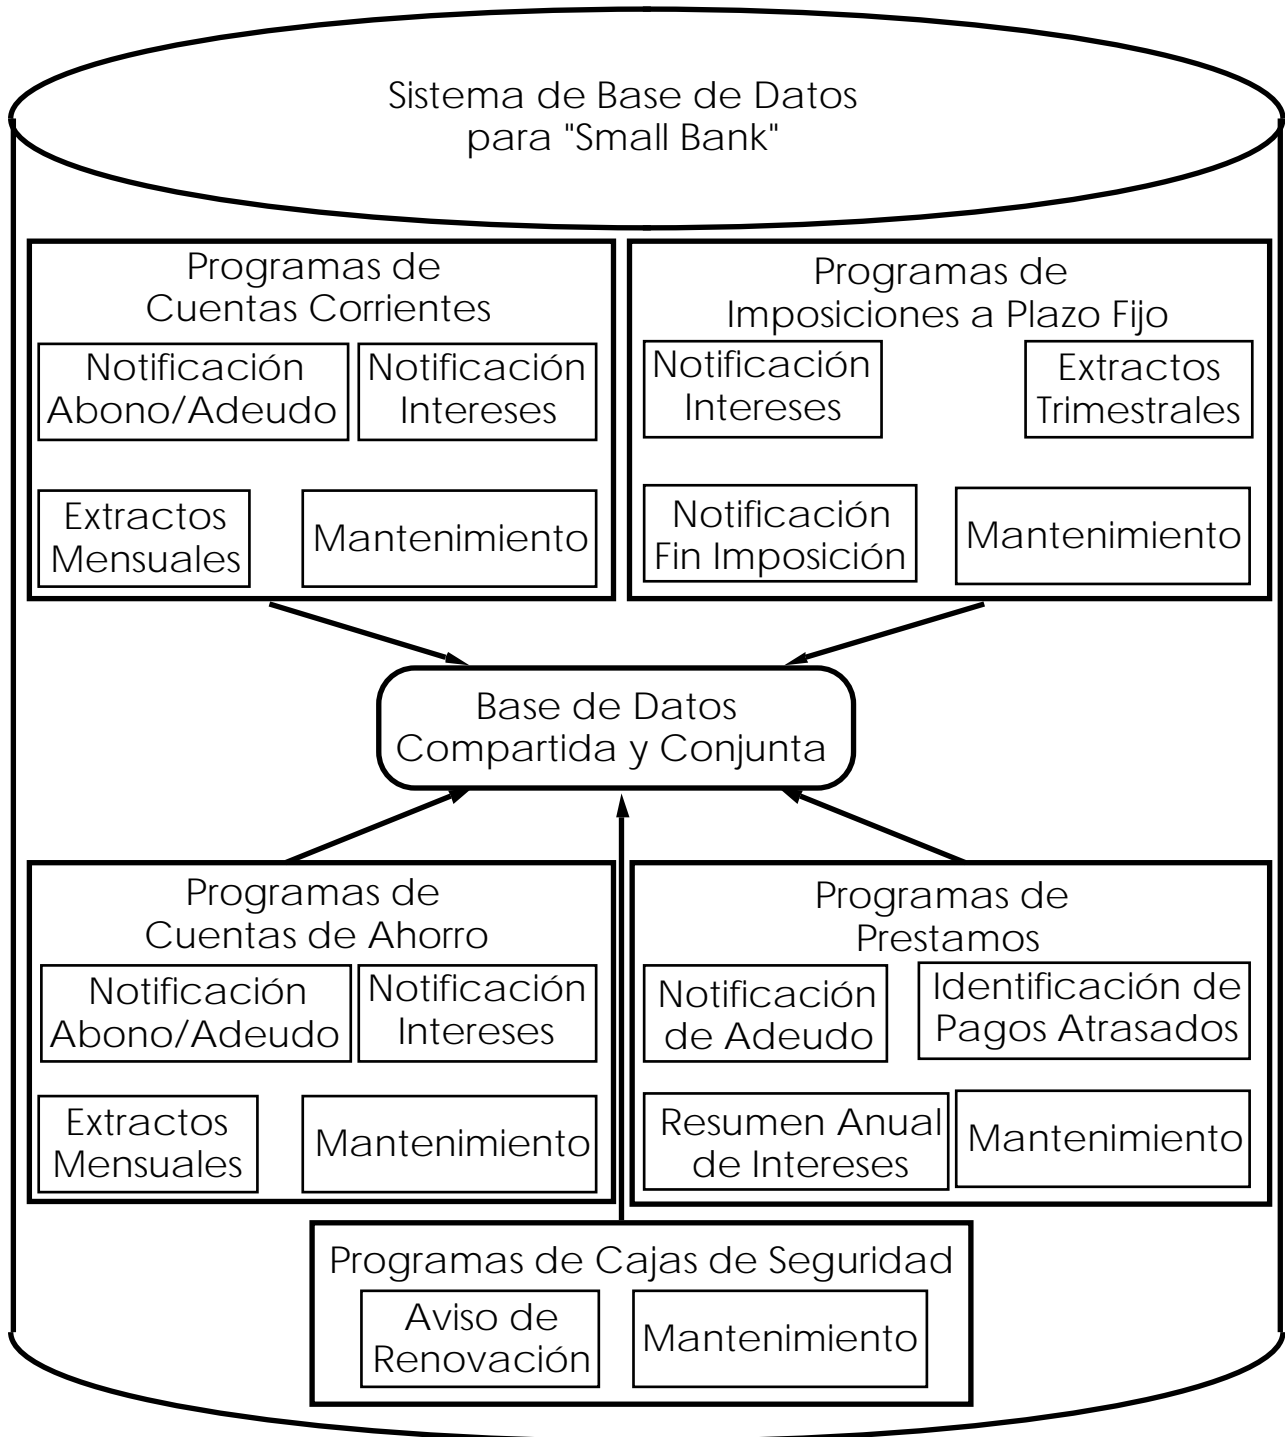 Sistema de Base de Datos
para "Small Bank"
Programas de
Cuentas Corrientes
Notificación
Abono/Adeudo
Notificación
Intereses
Extractos
Mensuales
Mantenimiento
Programas de
Imposiciones a Plazo Fijo
Notificación
Intereses
Extractos
Trimestrales
Notificación
Fin Imposición
Mantenimiento
Base de Datos
Compartida y Conjunta
Programas de
Cuentas de Ahorro
Notificación
Abono/Adeudo
Notificación
Intereses
Extractos
Mensuales
Mantenimiento
Programas de
Prestamos
Notificación
de Adeudo
Identificación de
Pagos Atrasados
Resumen Anual
de Intereses
Mantenimiento
Programas de Cajas de Seguridad
Aviso de
Renovación
Mantenimiento